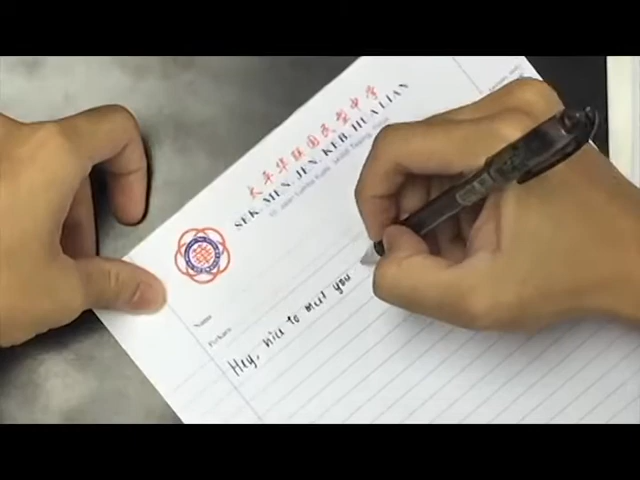 太平华联国民型中学
SEK. MEN. JEN. KEB. HUA LIAN
Name
Perkara
Hey, nice to meet you